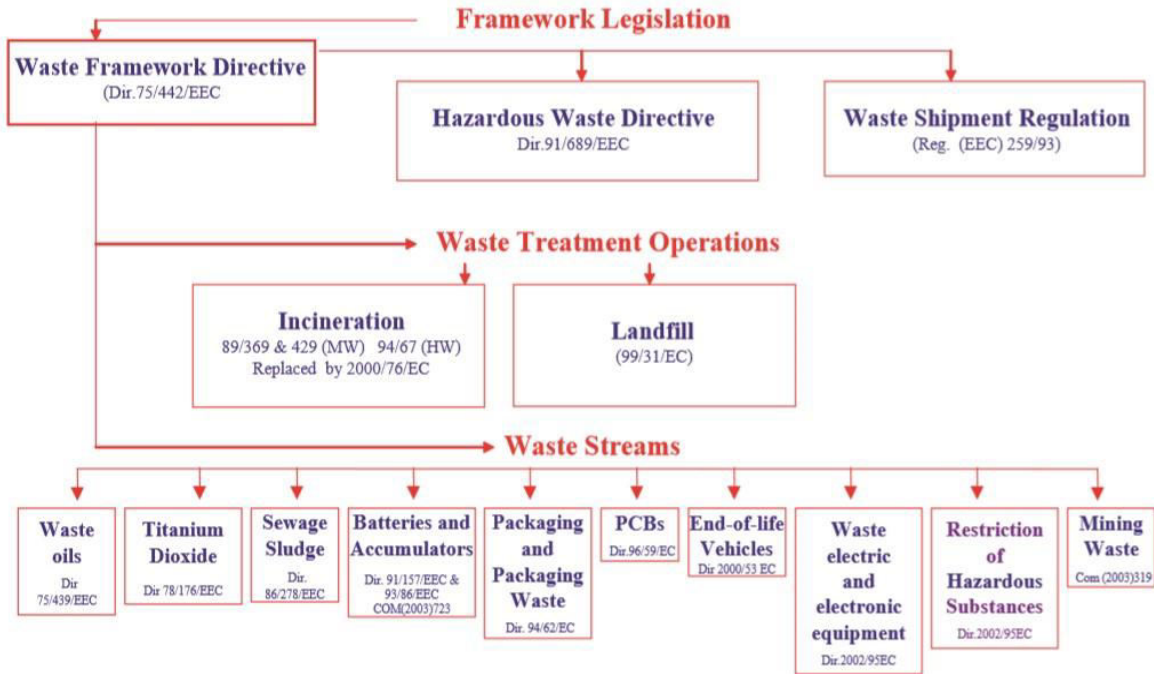 Framework Legislation
Waste Framework Directive
(Dir.75/442/EEC
Hazardous Waste Directive
Dir.91/689/EEC
Waste Shipment Regulation
(Reg. (EEC) 259/93)
Waste Treatment Operations
Incineration
89/369 & 429 (MW) 94/67 (HW)
Replaced by 2000/76/EC
Landfill
(99/31/EC)
Waste Streams
Waste
oils
Dir
75/439/EEC
Titanium
Dioxide
Dir 78/176/EEC
Sewage
Sludge
Dir.
86/278/EEC
Batteries and
Accumulators
Dir. 91/157/EEC &
93/86/EEC
COM(2003)723
Packaging
and
Packaging
Waste
Dir. 94/62/EC
PCBs
Dir.96/59/EC
End-of-life
Vehicles
Dir 2000/53 EC
Waste
electric
and
electronic
equipment
Dir.2002/95EC
Restriction
of
Hazardous
Substances
Dir.2002/95EC
Mining
Waste
Com (2003)319